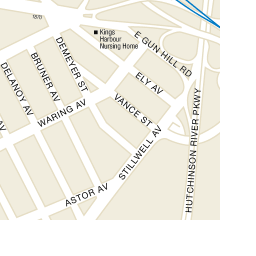 Kings
Harbour
Nursing Home
E GUN HILL RD
DEMEYER ST
BRUNER AV
DELANOY AV
ELY AV
VANCE ST
WARING AV
AV
STILLWELL AV
HUTCHINSON RIVER PKWY
ASTOR AV